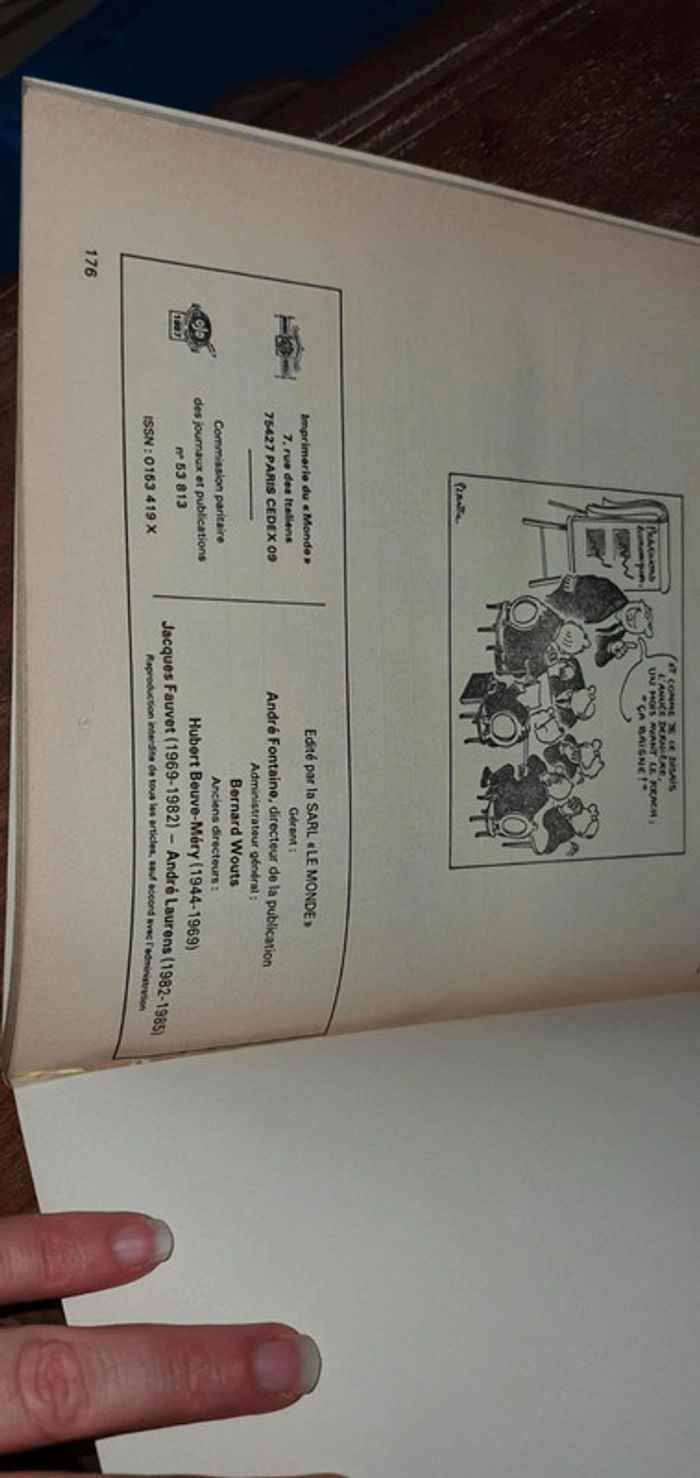 ET COMME JE LE DISAIS
L'ANNÉE DERNIÈRE,
UN MOIS AVANT LE KRACH :
"ÇA BAIGNE !"
Plantu
Imprimerie du « Monde »
7, rue des Italiens
75427 PARIS CEDEX 09
Commission paritaire
des journaux et publications
n° 53 813
ISSN : 0153 419 X
Edité par la SARL « LE MONDE »
Gérant :
André Fontaine, directeur de la publication
Administrateur général :
Bernard Wouts
Anciens directeurs :
Hubert Beuve-Méry (1944-1969)
Jacques Fauvet (1969-1982) – André Laurens (1982-1985)
Reproduction interdite de tous les articles, sauf accord avec l'administration
176